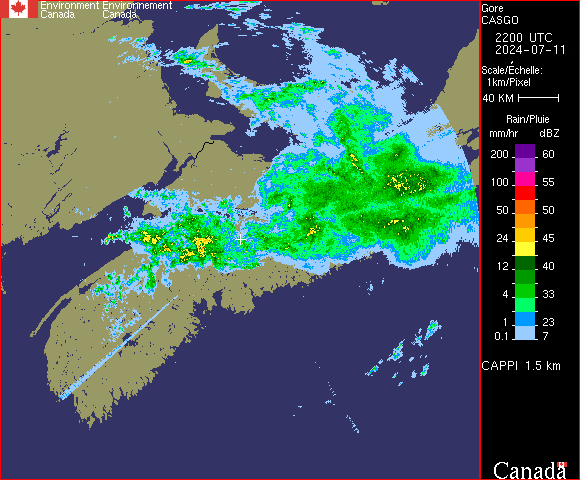 Environment Environnement
Canada Canada
Gore
CASGO
2200 UTC
2024-07-11
Scale/Echelle:
1km/Pixel
40 KM
Rain/Pluie
mm/hr dBZ
200 60
100 55
50 50
24 45
12 40
4 33
1 23
0.1 7
CAPPI 1.5 km
Canada